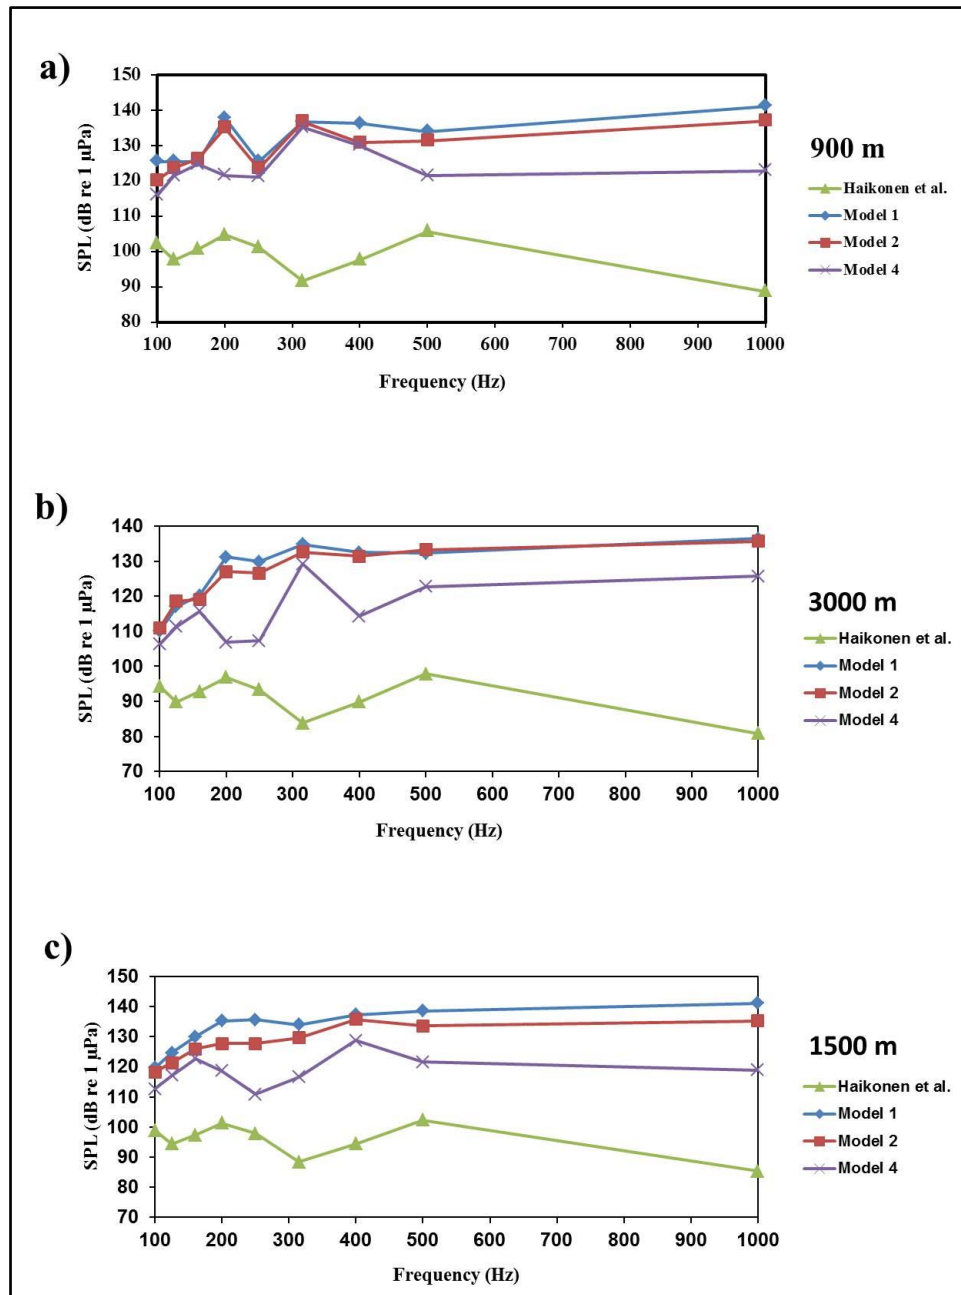 a)
150
140
130
120
110
100
90
80
SPL (dB re 1 µPa)
100 200 300 400 500 600 700 800 900 1000
Frequency (Hz)
900 m
Haikonen et al.
Model 1
Model 2
Model 4
b)
140
130
120
110
100
90
80
70
SPL (dB re 1 µPa)
100 200 300 400 500 600 700 800 900 1000
Frequency (Hz)
3000 m
Haikonen et al.
Model 1
Model 2
Model 4
c)
150
140
130
120
110
100
90
80
70
SPL (dB re 1 µPa)
100 200 300 400 500 600 700 800 900 1000
Frequency (Hz)
1500 m
Haikonen et al.
Model 1
Model 2
Model 4